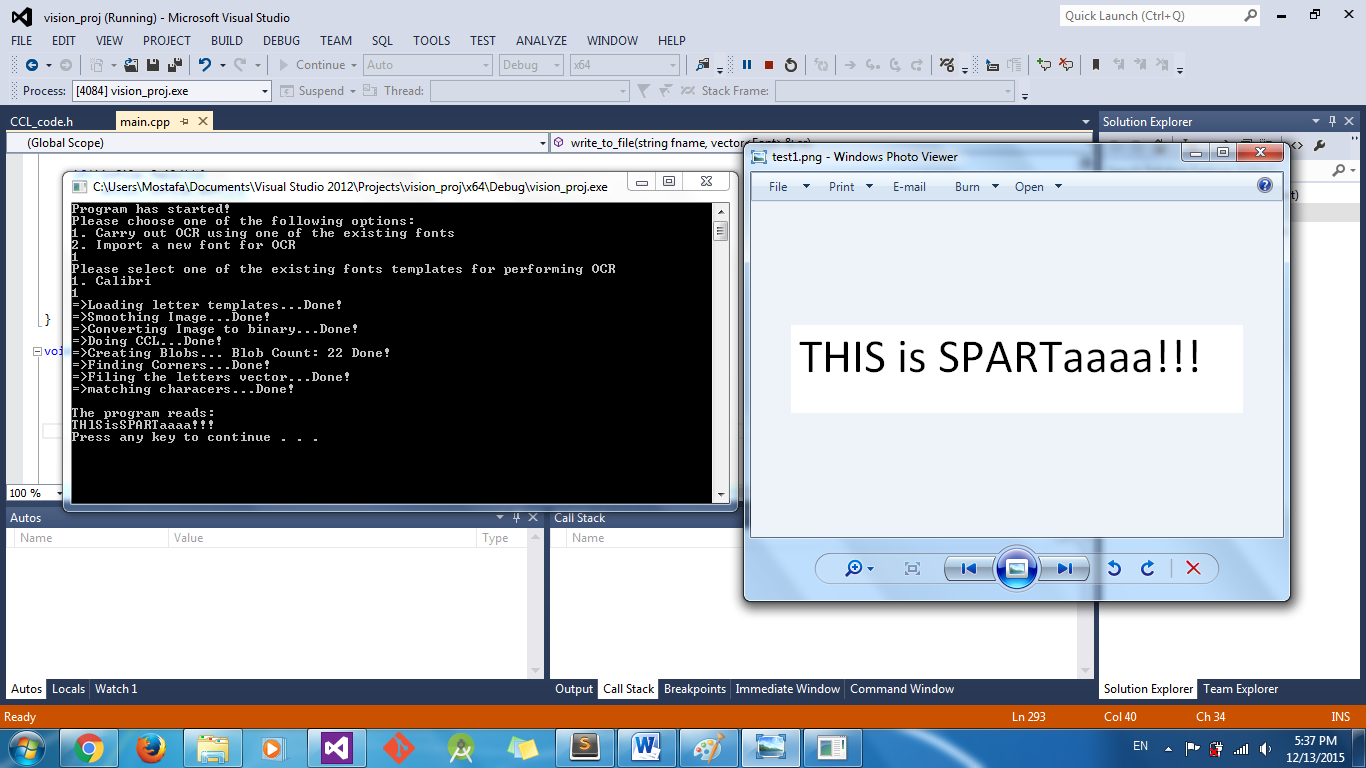 vision_proj (Running) - Microsoft Visual Studio
Quick Launch (Ctrl+Q)
FILE EDIT VIEW PROJECT BUILD DEBUG TEAM SQL TOOLS TEST ANALYZE WINDOW HELP
Continue Auto Debug x64
Process: [4084] vision_proj.exe Suspend Thread: Stack Frame:
CCL_code.h main.cpp Solution Explorer
(Global Scope) write_to_file(string fname, vector
test1.png - Windows Photo Viewer
File Print E-mail Burn Open
C:\Users\Mostafa\Documents\Visual Studio 2012\Projects\vision_proj\x64\Debug\vision_proj.exe
Program has started!
Please choose one of the following options:
1. Carry out OCR using one of the existing fonts
2. Import a new font for OCR
1
Please select one of the existing fonts templates for performing OCR
1. Calibri
1
=>Loading letter templates...Done!
=>Smoothing Image...Done!
=>Converting Image to binary...Done!
=>Doing CCL...Done!
=>Creating Blobs... Blob Count: 22 Done!
=>Finding Corners...Done!
=>Filing the letters vector...Done!
=>matching characers...Done!
The program reads:
THlSisSPARTaaaa!!!
Press any key to continue . . .
}
voi
THIS is SPARTaaaa!!!
100 %
Autos Call Stack
Name Value Type Name
Autos Locals Watch 1 Output Call Stack Breakpoints Immediate Window Command Window Solution Explorer Team Explorer
Ready Ln 293 Col 40 Ch 34 INS
EN 5:37 PM
12/13/2015